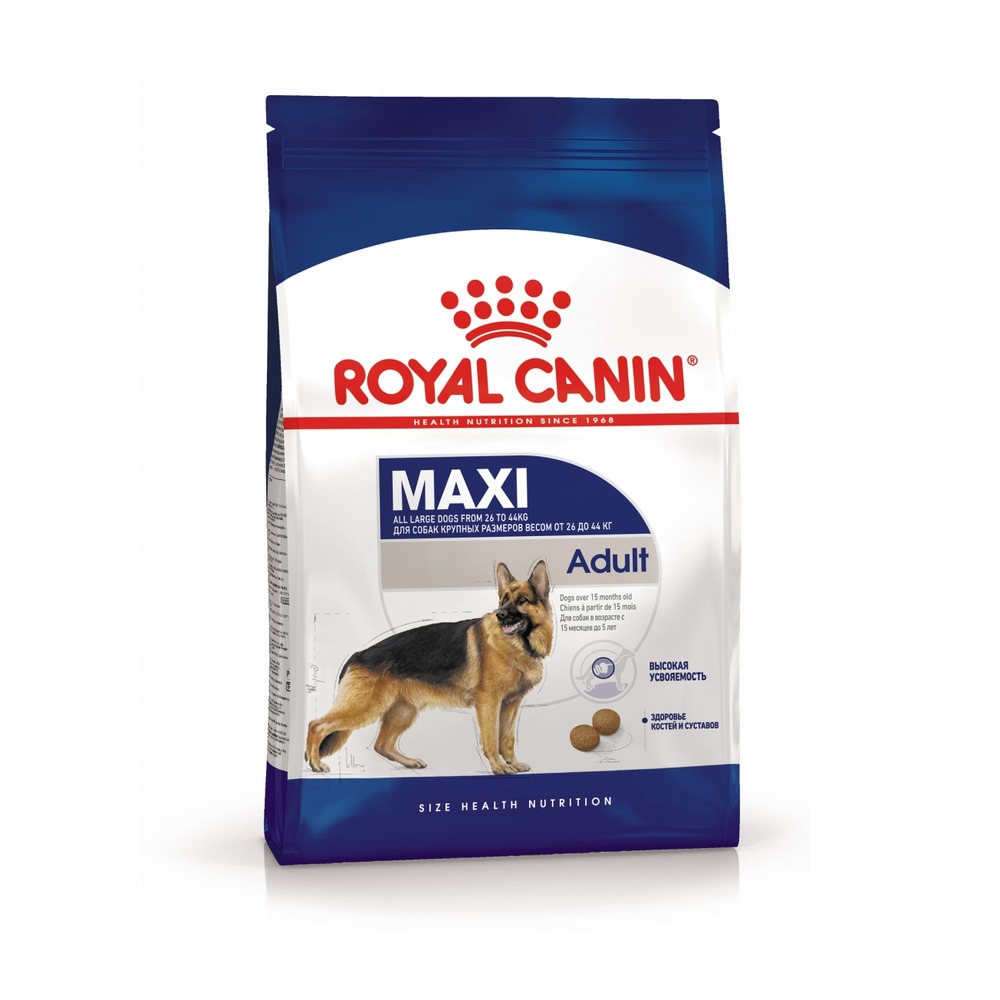 ROYAL CANIN®
HEALTH NUTRITION SINCE 1968
MAXI
ALL LARGE DOGS FROM 26 TO 44KG
ДЛЯ СОБАК КРУПНЫХ РАЗМЕРОВ ВЕСОМ ОТ 26 ДО 44 КГ
Adult
Dogs over 15 months old
Chiens à partir de 15 mois
Для собак в возрасте с
15 месяцев до 5 лет
ВЫСОКАЯ
УСВОЯЕМОСТЬ
• ЗДОРОВЬЕ
КОСТЕЙ И СУСТАВОВ
SIZE HEALTH NUTRITION